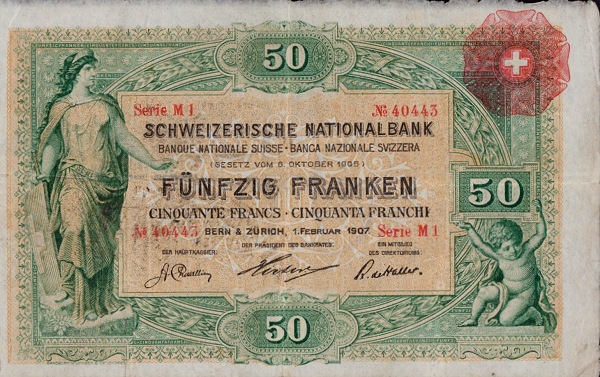 50
Serie M 1 № 40443
SCHWEIZERISCHE NATIONALBANK
BANQUE NATIONALE SUISSE · BANCA NAZIONALE SVIZZERA
(GESETZ VOM 6. OKTOBER 1905)
FÜNFZIG FRANKEN
50
CINQUANTE FRANCS · CINQUANTA FRANCHI
№ 40443 BERN & ZÜRICH, 1. FEBRUAR 1907. Serie M 1
DER HAUPTKASSIER: DER PRÄSIDENT DES BANKRATES: EIN MITGLIED
DES DIREKTORIUMS:
50